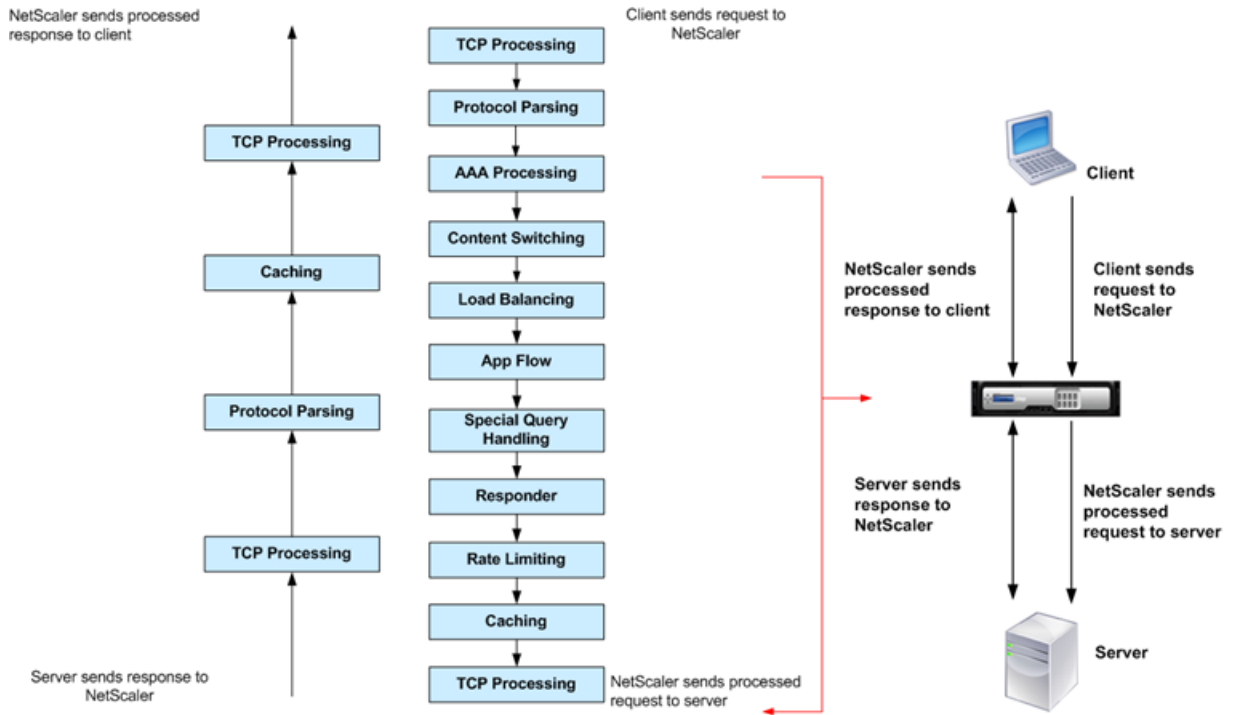 NetScaler sends processed
response to client
TCP Processing
Caching
Protocol Parsing
TCP Processing
Server sends response to
NetScaler
Client sends request to
NetScaler
TCP Processing
Protocol Parsing
AAA Processing
Content Switching
Load Balancing
App Flow
Special Query
Handling
Responder
Rate Limiting
Caching
TCP Processing
NetScaler sends processed
request to server
Client
NetScaler sends
processed
response to client
Client sends
request to
NetScaler
Server sends
response to
NetScaler
NetScaler sends
processed
request to server
Server